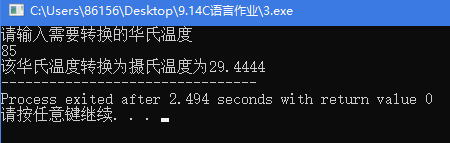 C:\Users\86156\Desktop\9.14C语言作业\3.exe
请输入需要转换的华氏温度
85
该华氏温度转换为摄氏温度为29.4444
--------------------------------
Process exited after 2.494 seconds with return value 0
请按任意键继续. . .